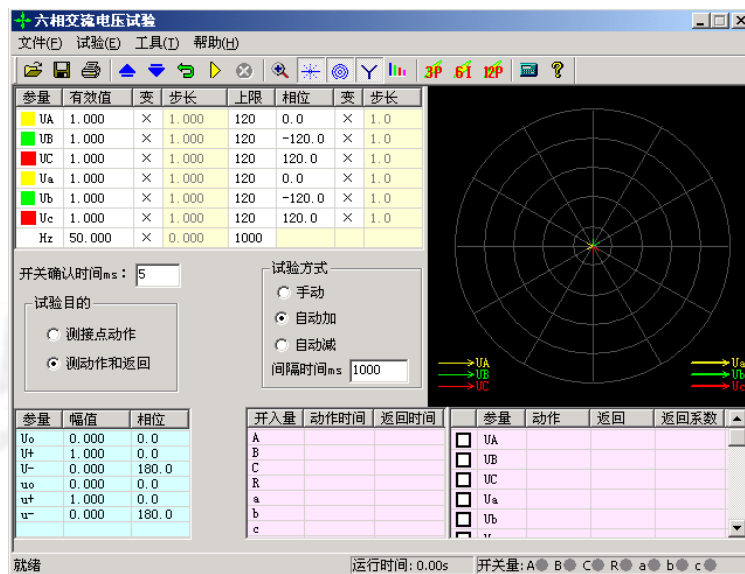 六相交流电压试验
文件(F) 试验(E) 工具(T) 帮助(H)
3P 6I 12P
参量 有效值 变 步长 上限 相位 变 步长
UA 1.000 × 1.000 120 0.0 × 1.0
UB 1.000 × 1.000 120 -120.0 × 1.0
UC 1.000 × 1.000 120 120.0 × 1.0
Ua 1.000 × 1.000 120 0.0 × 1.0
Ub 1.000 × 1.000 120 -120.0 × 1.0
Uc 1.000 × 1.000 120 120.0 × 1.0
Hz 50.000 × 0.000 1000
开关确认时间ms: 5
试验目的
测接点动作
测动作和返回
试验方式
手动
自动加
自动减
间隔时间ms 1000
UA
UB
UC
Ua
Ub
Uc
参量 幅值 相位
Uo 0.000 0.0
U+ 1.000 0.0
U- 0.000 180.0
uo 0.000 0.0
u+ 1.000 0.0
u- 0.000 180.0
开入量 动作时间 返回时间
A
B
C
R
a
b
c
参量 动作 返回 返回系数
UA
UB
UC
Ua
Ub
就绪 运行时间: 0.00s 开关量: A B C R a b c